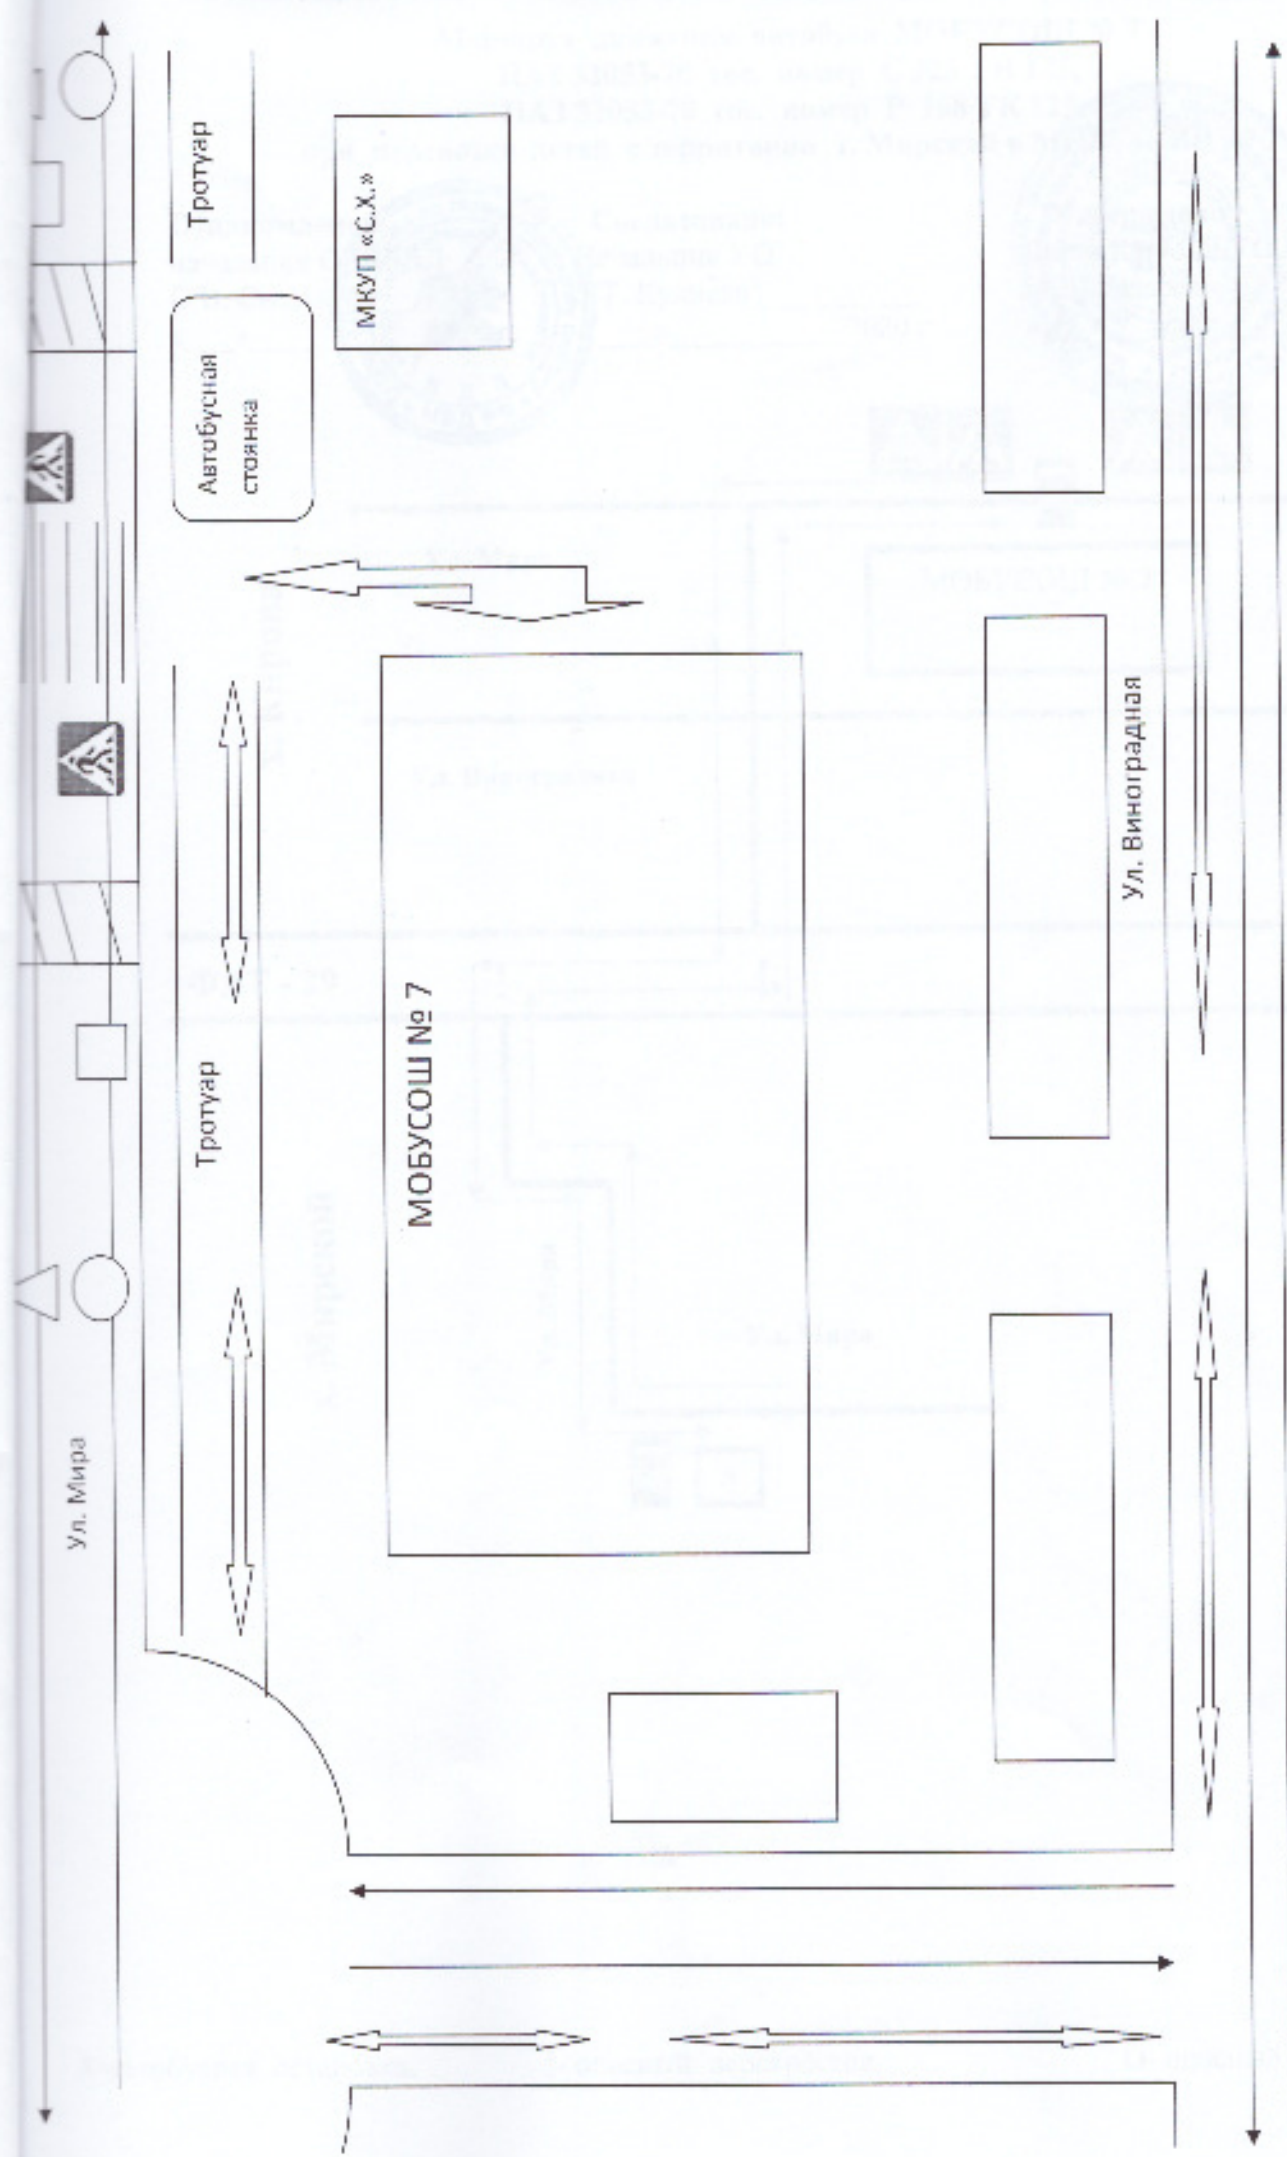 Ул. Мира
Тротуар
Тротуар
Автобусная
стоянка
МКУП «С.Х.»
МОБУСОШ № 7
Ул. Виноградная